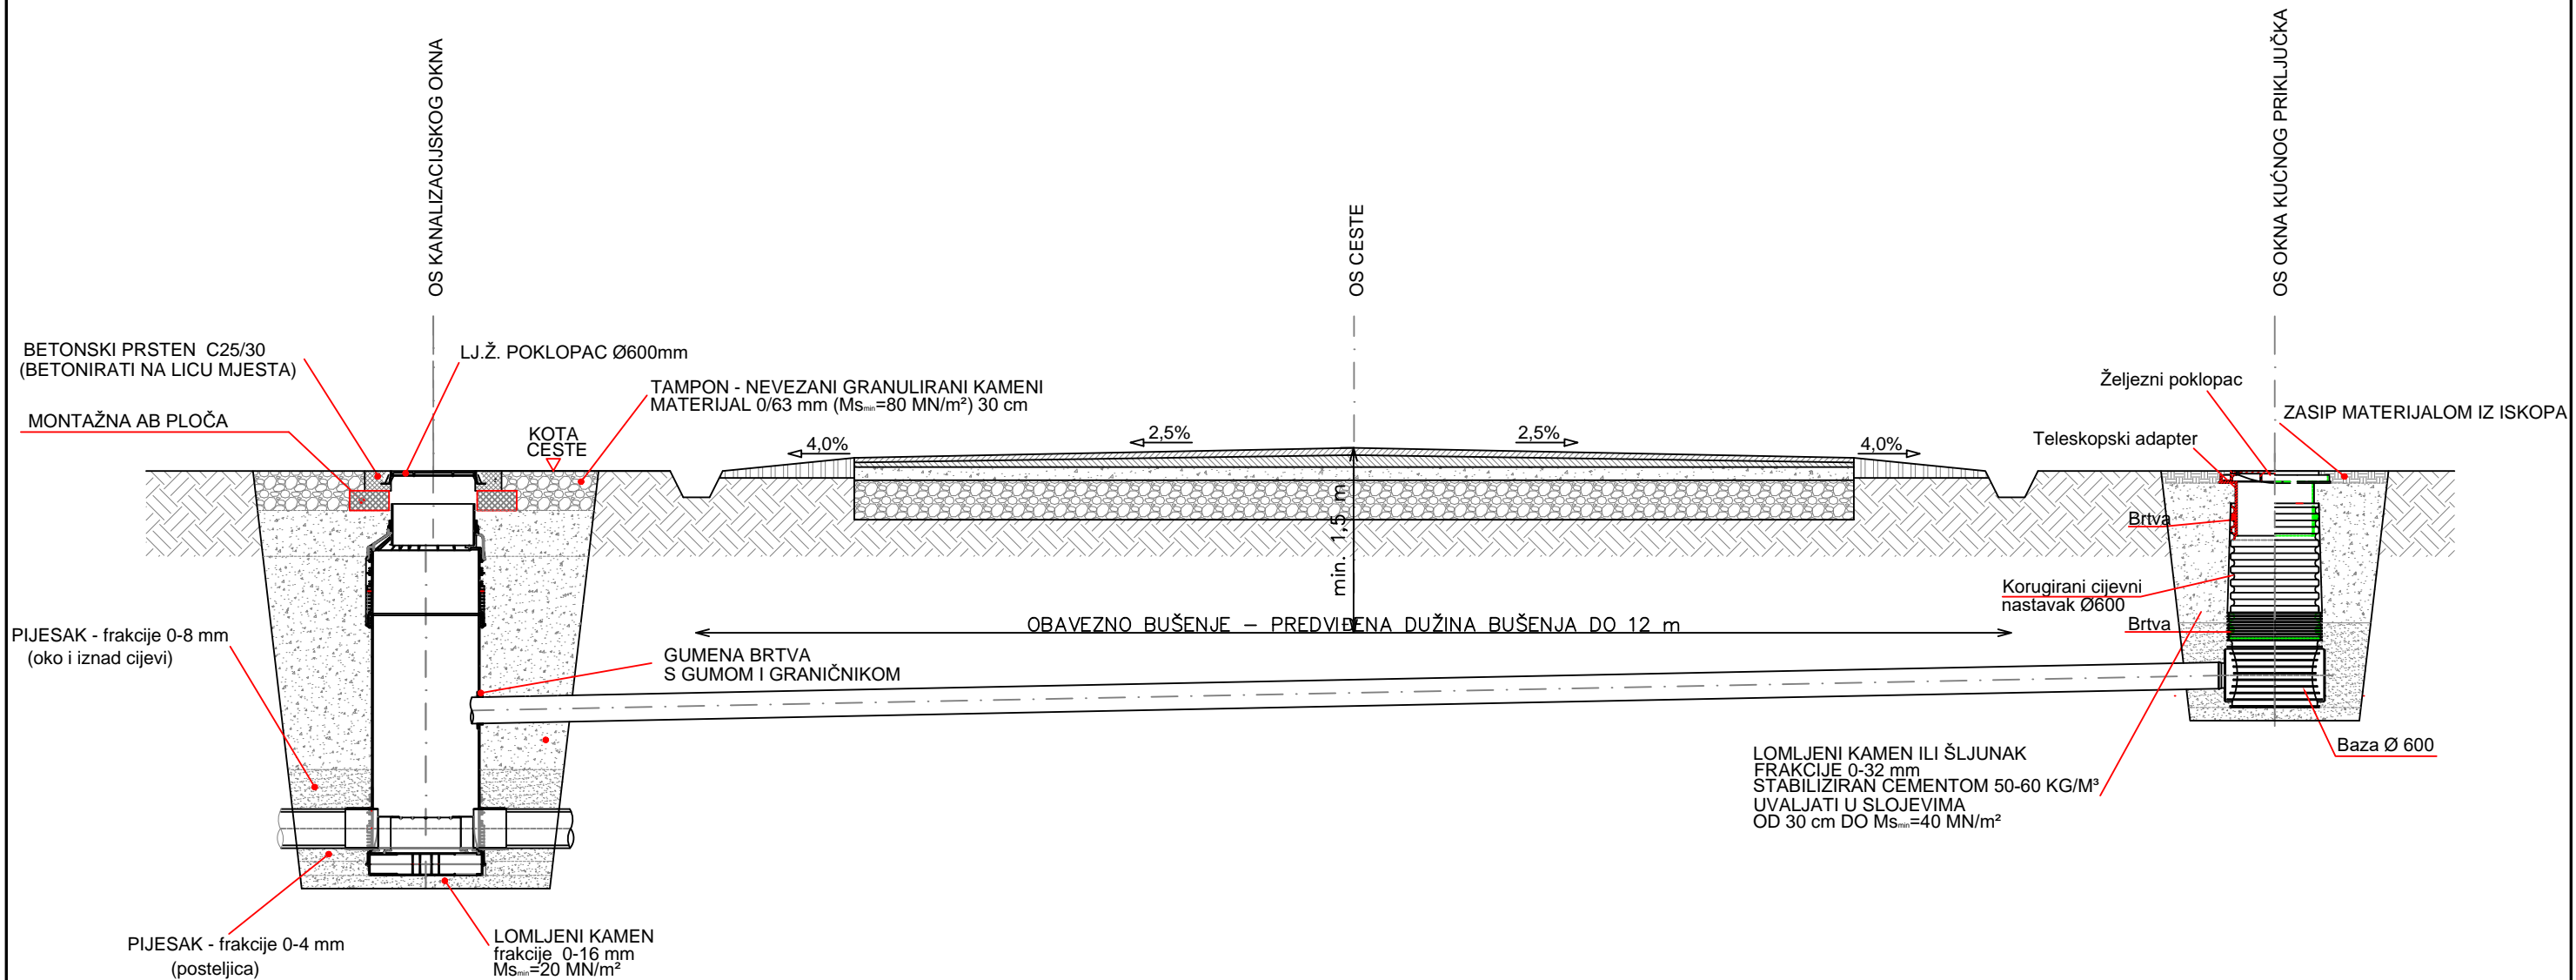 OS KANALIZACIJSKOG OKNA
OS CESTE
OS OKNA KUĆNOG PRIKLJUČKA
BETONSKI PRSTEN C25/30
(BETONIRATI NA LICU MJESTA)
LJ.Ž. POKLOPAC Ø600mm
MONTAŽNA AB PLOČA
TAMPON - NEVEZANI GRANULIRANI KAMENI
MATERIJAL 0/63 mm (Msmin=80 MN/m²) 30 cm
KOTA
CESTE
4,0%
2,5%
2,5%
4,0%
Željezni poklopac
ZASIP MATERIJALOM IZ ISKOPA
Teleskopski adapter
Brtva
min. 1,5 m
Korugirani cijevni
nastavak Ø600
Brtva
OBAVEZNO BUŠENJE – PREDVIĐENA DUŽINA BUŠENJA DO 12 m
PIJESAK - frakcije 0-8 mm
(oko i iznad cijevi)
GUMENA BRTVA
S GUMOM I GRANIČNIKOM
Baza Ø 600
LOMLJENI KAMEN ILI ŠLJUNAK
FRAKCIJE 0-32 mm
STABILIZIRAN CEMENTOM 50-60 KG/M³
UVALJATI U SLOJEVIMA
OD 30 cm DO Msmin=40 MN/m²
PIJESAK - frakcije 0-4 mm
(posteljica)
LOMLJENI KAMEN
frakcije 0-16 mm
Msmin=20 MN/m²